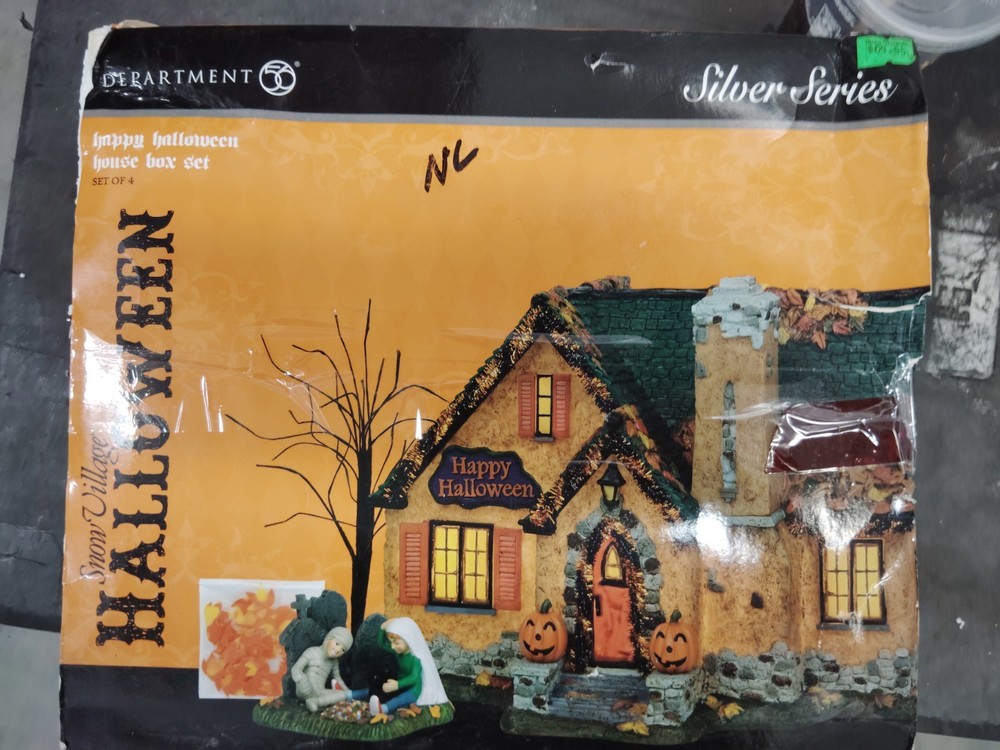 DEPARTMENT 56®
Silver Series
happy halloween
house box set
SET OF 4
NL
Snow Village
HALLOWEEN
Happy
Halloween